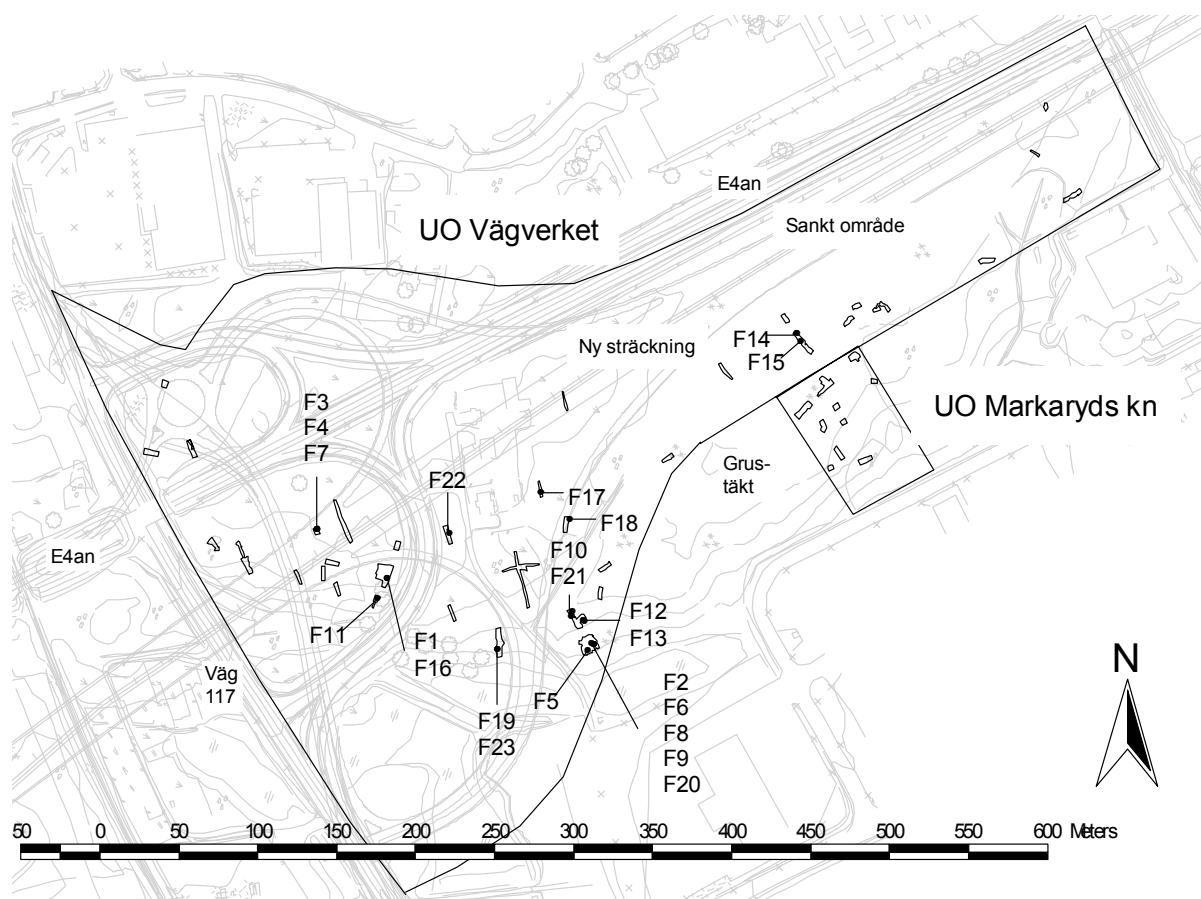 E4an
UO Vägverket
Sankt område
Ny sträckning
F14
F15
UO Markaryds kn
F3
F4
F7
Grus-
täkt
F22
F17
F18
F10
F21
E4an
F11
F1
F16
F12
F13
Väg
117
F5
N
F2
F6
F8
F9
F20
F19
F23
50 0 50 100 150 200 250 300 350 400 450 500 550 600 Meters